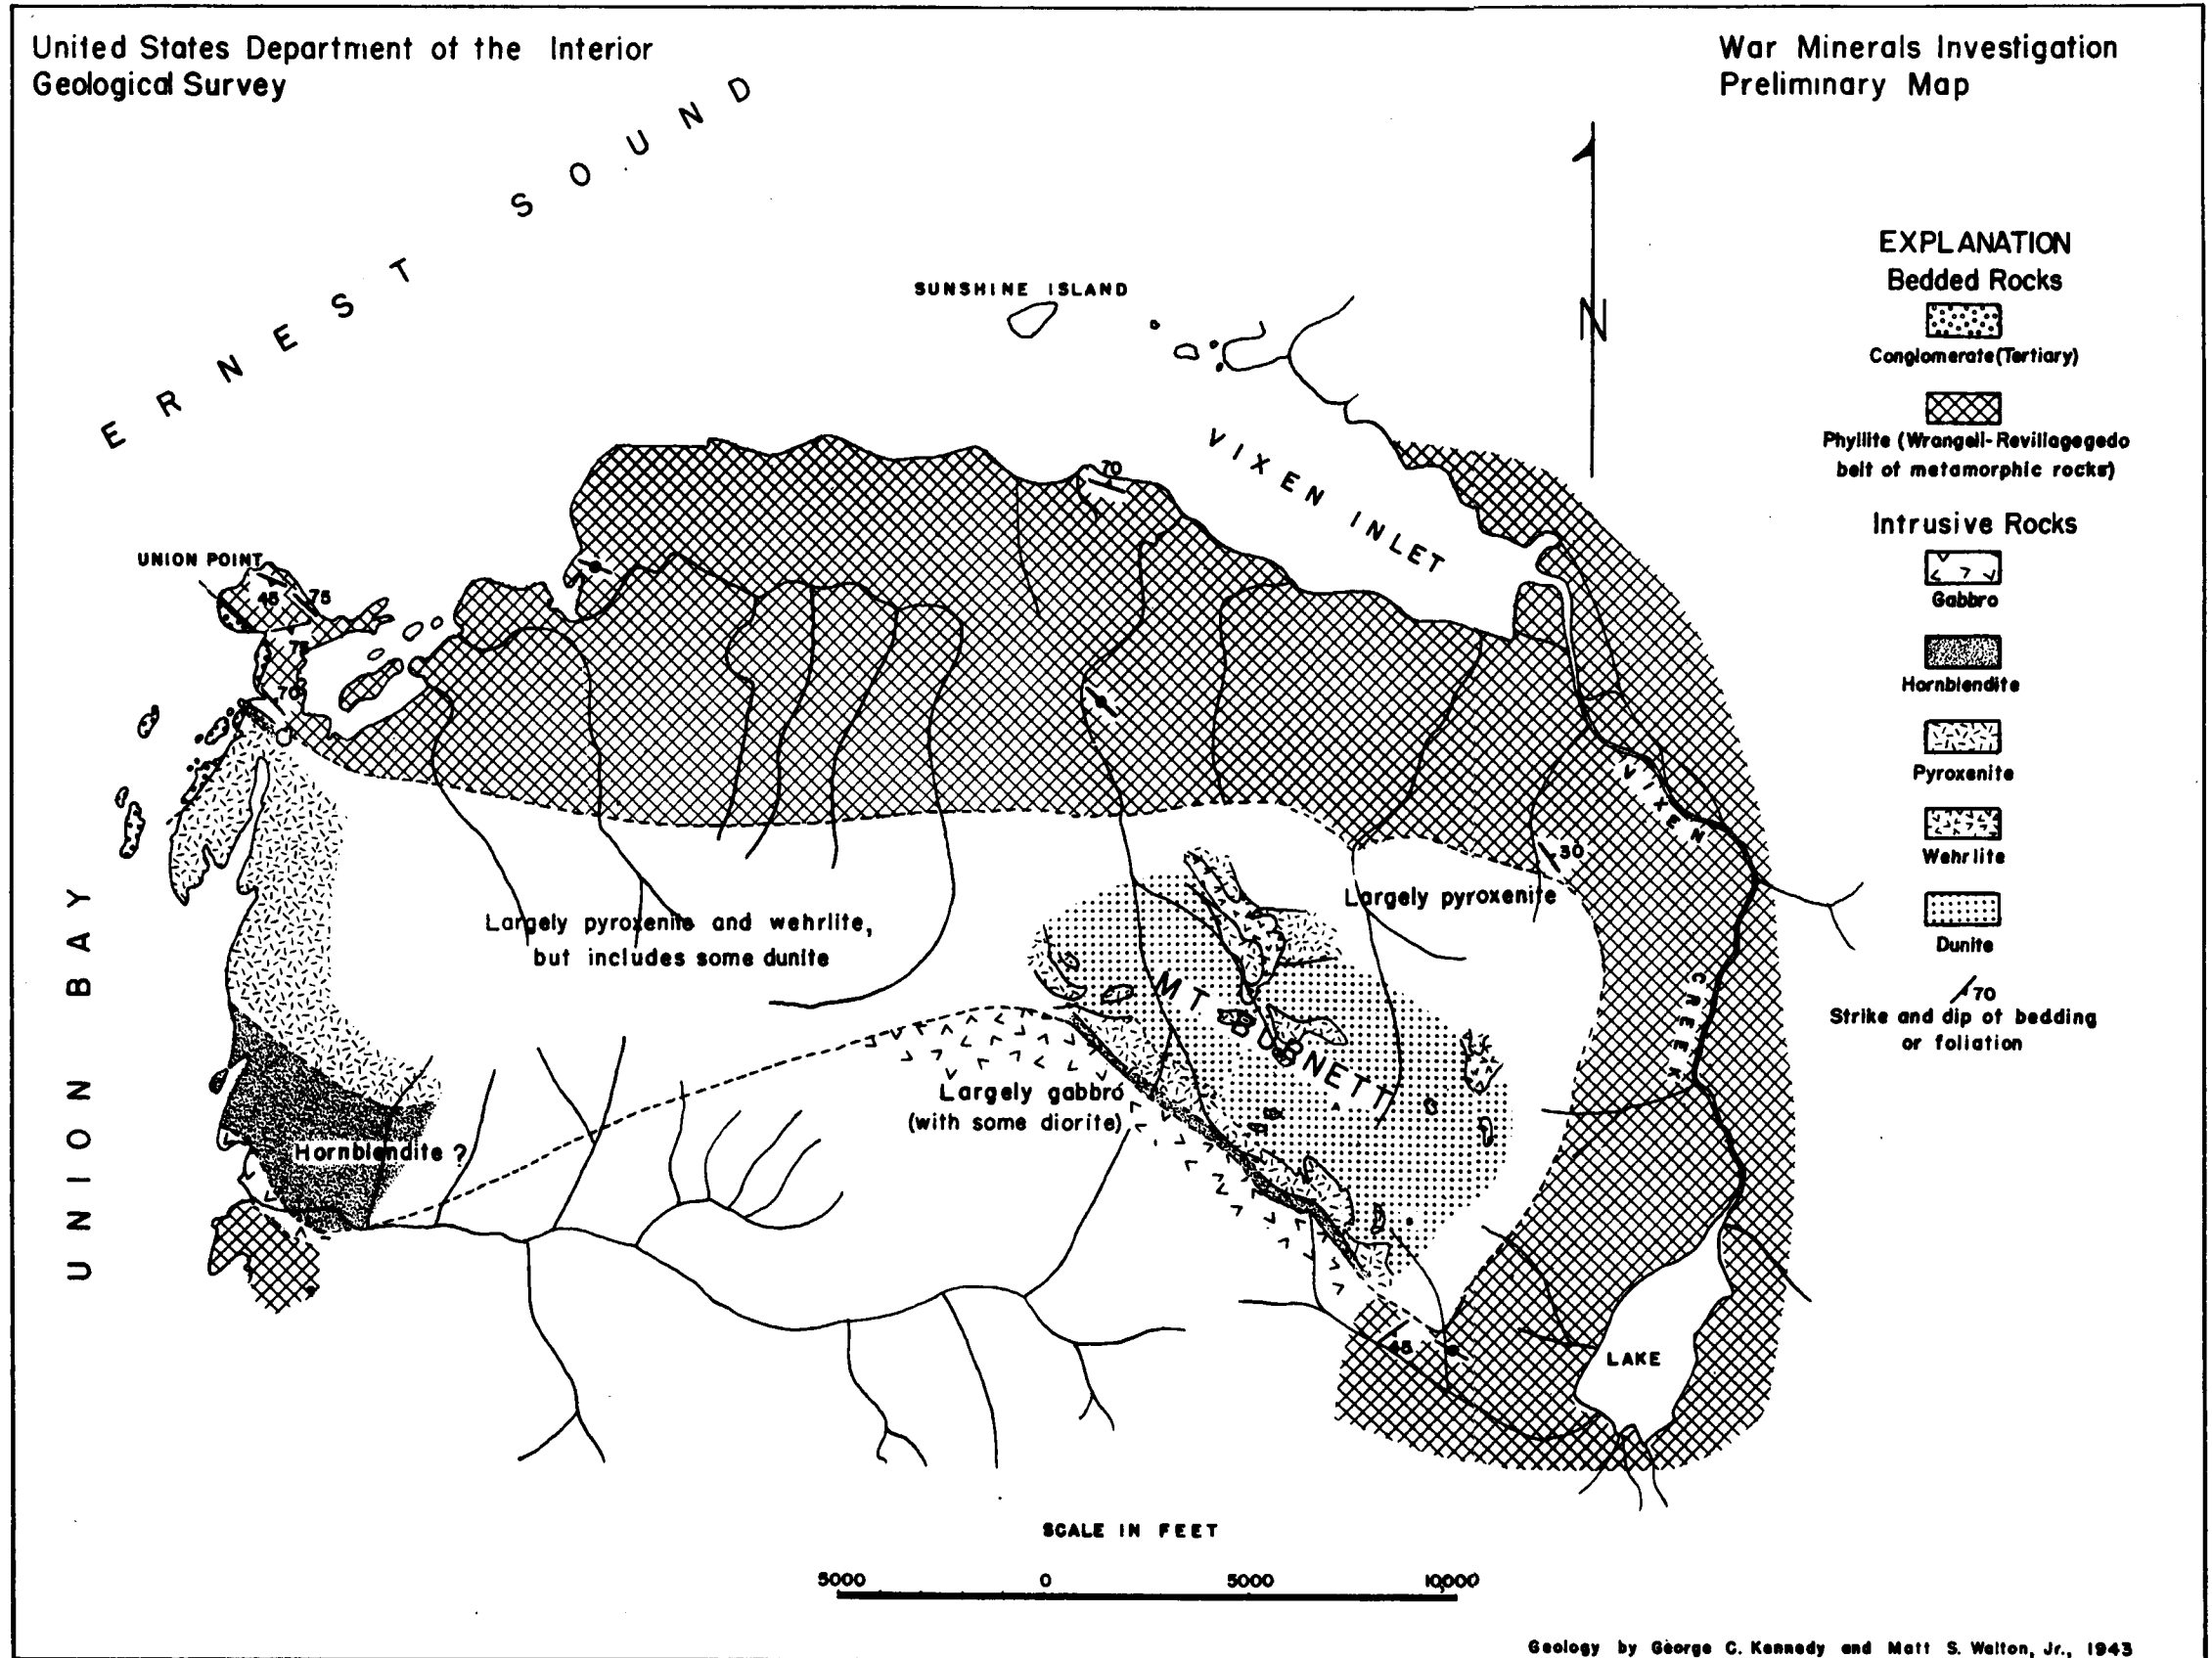 United States Department of the Interior
Geological Survey
War Minerals Investigation
Preliminary Map
ERNEST SOUND
SUNSHINE ISLAND
N
VIXEN INLET
UNION POINT
70
45
75
75
70
30
45
VIXEN CREEK
UNION BAY
Largely pyroxenite and wehrlite,
but includes some dunite
Largely pyroxenite
MT BURNETT
Largely gabbro
(with some diorite)
Hornblendite ?
LAKE
EXPLANATION
Bedded Rocks
Conglomerate (Tertiary)
Phyllite (Wrangell-Revillagegedo
belt of metamorphic rocks)
Intrusive Rocks
Gabbro
Hornblendite
Pyroxenite
Wehrlite
Dunite
70
Strike and dip of bedding
or foliation
SCALE IN FEET
5000 0 5000 10,000
Geology by George C. Kennedy and Matt S. Walton, Jr., 1943